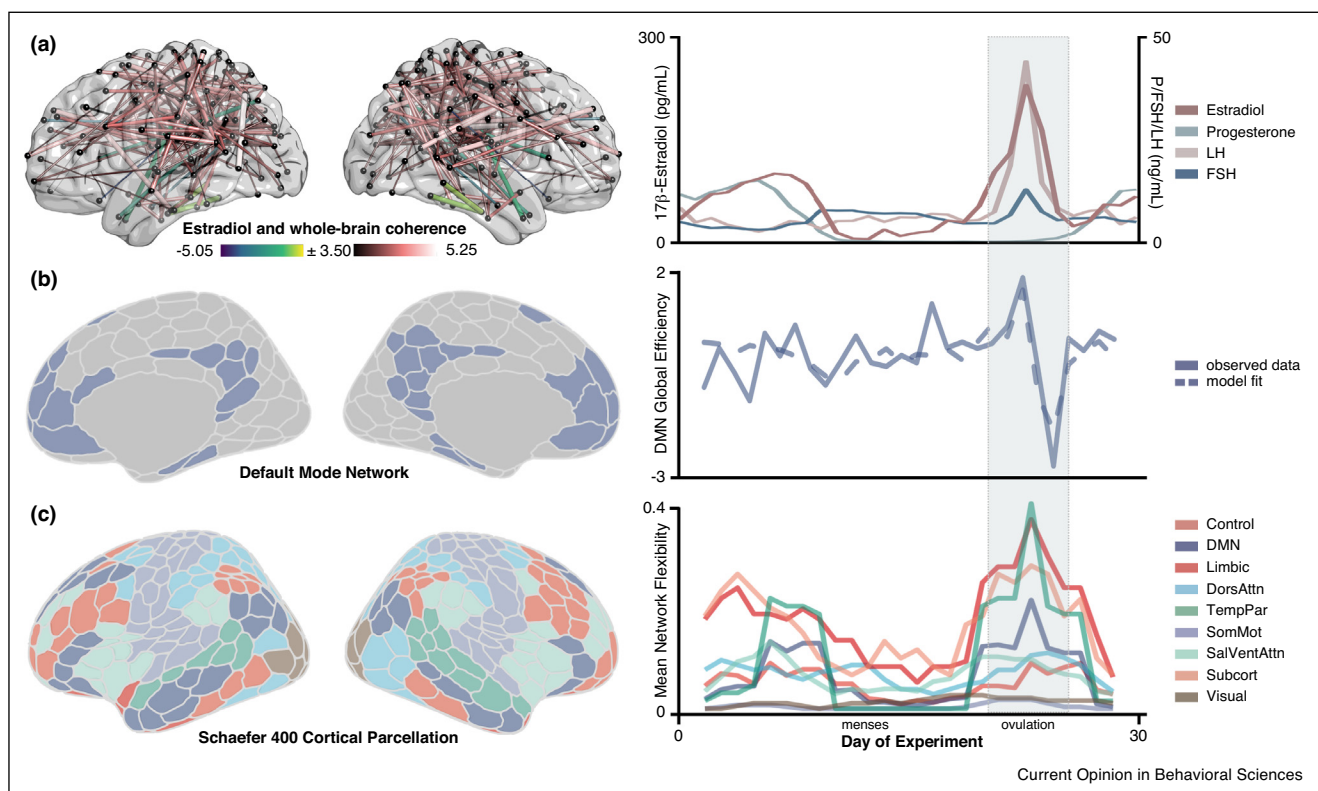 (a)
Estradiol and whole-brain coherence
-5.05 ± 3.50 5.25
300
0
17β-Estradiol (pg/mL)
50
0
P/FSH/LH (ng/mL)
Estradiol
Progesterone
LH
FSH
(b)
Default Mode Network
2
-3
DMN Global Efficiency
observed data
model fit
(c)
Schaefer 400 Cortical Parcellation
0.4
0
Mean Network Flexibility
menses ovulation
0 30
Day of Experiment
Control
DMN
Limbic
DorsAttn
TempPar
SomMot
SalVentAttn
Subcort
Visual
Current Opinion in Behavioral Sciences